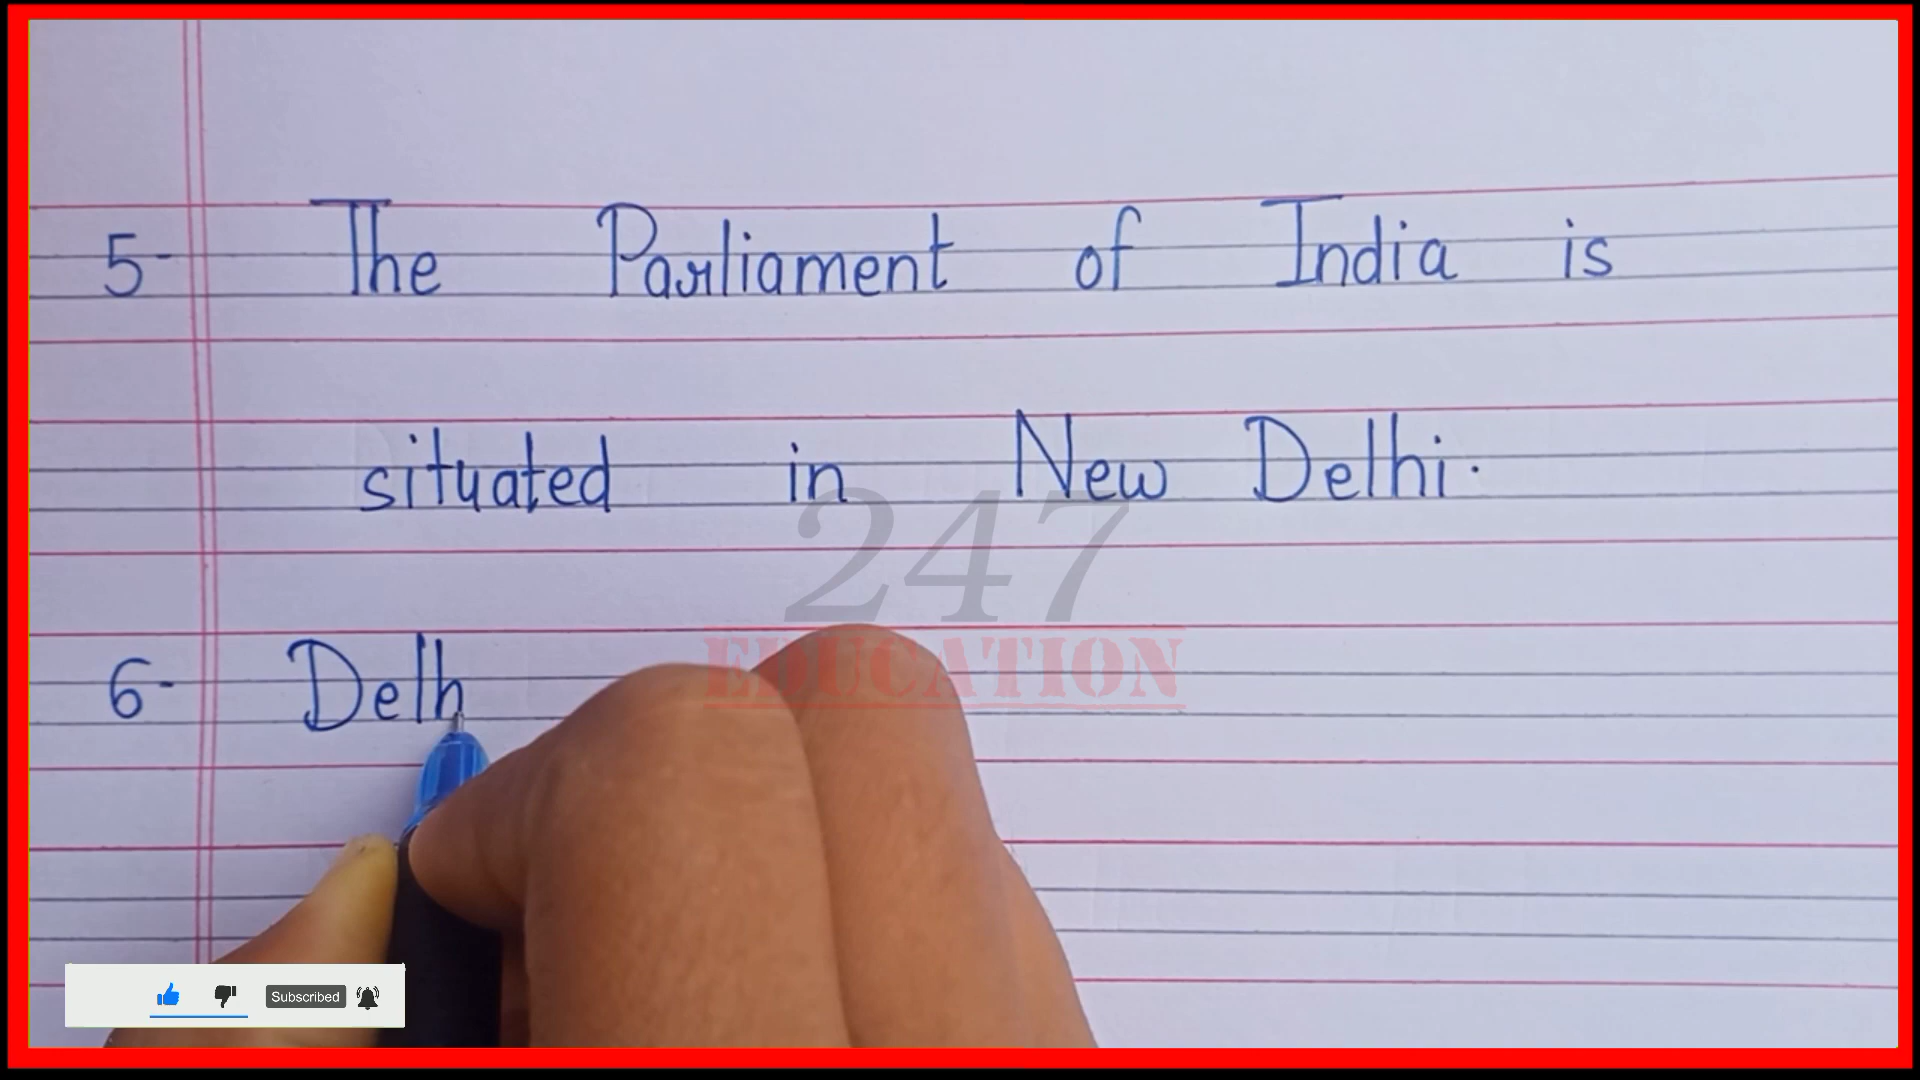 5- The Parliament of India is
situated in New Delhi.
247
EDUCATION
6- Delh
Subscribed